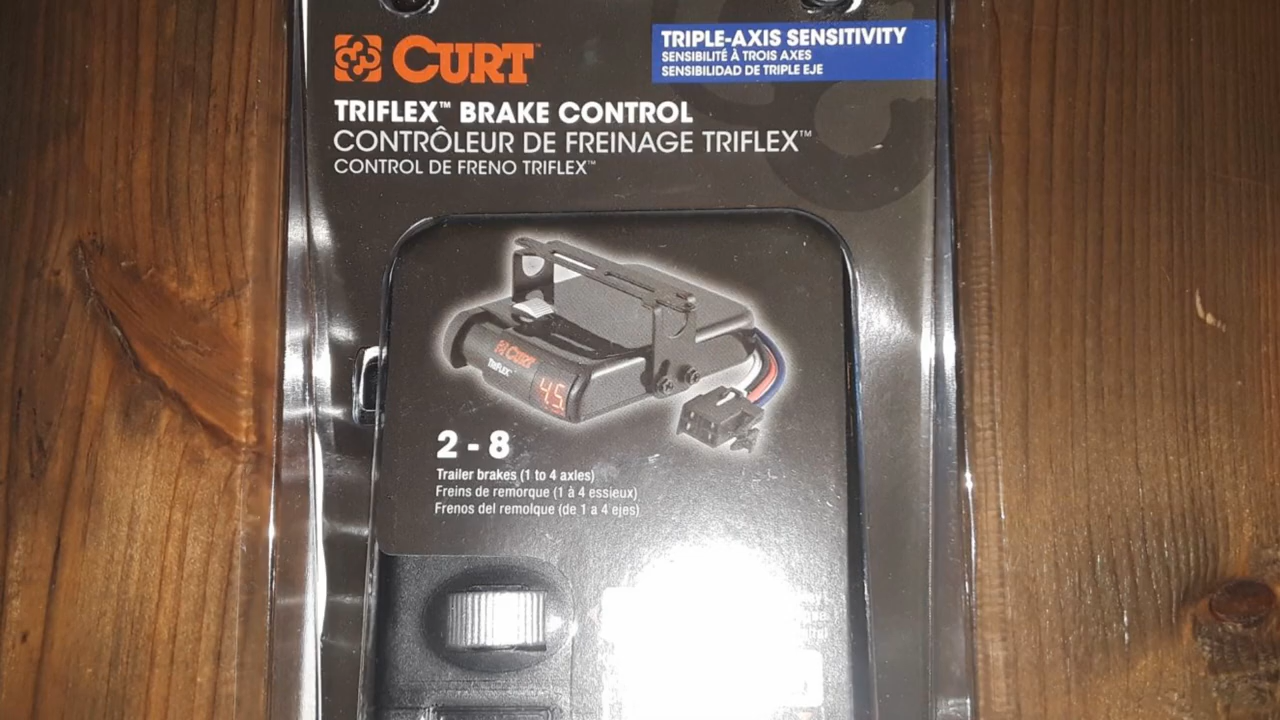 CURT
TRIPLE-AXIS SENSITIVITY
SENSIBILITÉ À TROIS AXES
SENSIBILIDAD DE TRIPLE EJE
TRIFLEX™ BRAKE CONTROL
CONTRÔLEUR DE FREINAGE TRIFLEX™
CONTROL DE FRENO TRIFLEX™
CURT
TRIFLEX™
4.5
2 - 8
Trailer brakes (1 to 4 axles)
Freins de remorque (1 à 4 essieux)
Frenos del remolque (de 1 a 4 ejes)